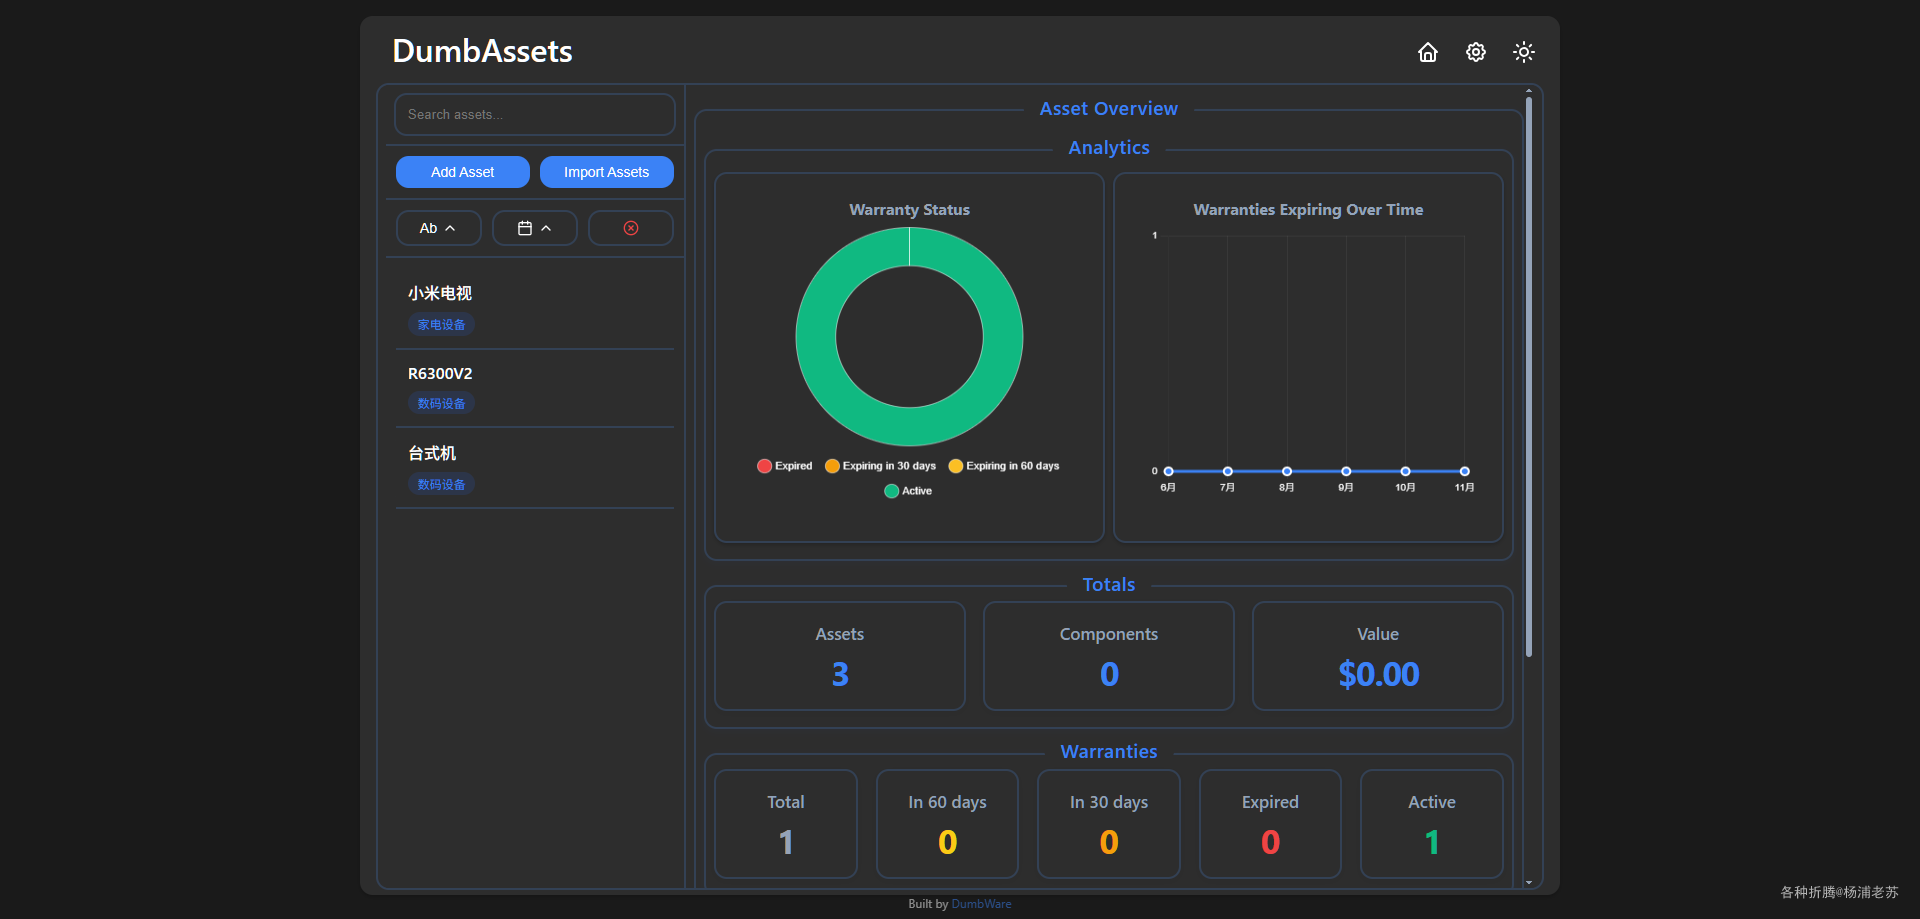 DumbAssets
Search assets...
Add Asset
Import Assets
Ab
小米电视
家电设备
R6300V2
数码设备
台式机
数码设备
Asset Overview
Analytics
Warranty Status
Expired
Expiring in 30 days
Expiring in 60 days
Active
Warranties Expiring Over Time
1
0
6月
7月
8月
9月
10月
11月
Totals
Assets
3
Components
0
Value
$0.00
Warranties
Total
1
In 60 days
0
In 30 days
0
Expired
0
Active
1
Built by DumbWare
各种折腾@杨浦老苏